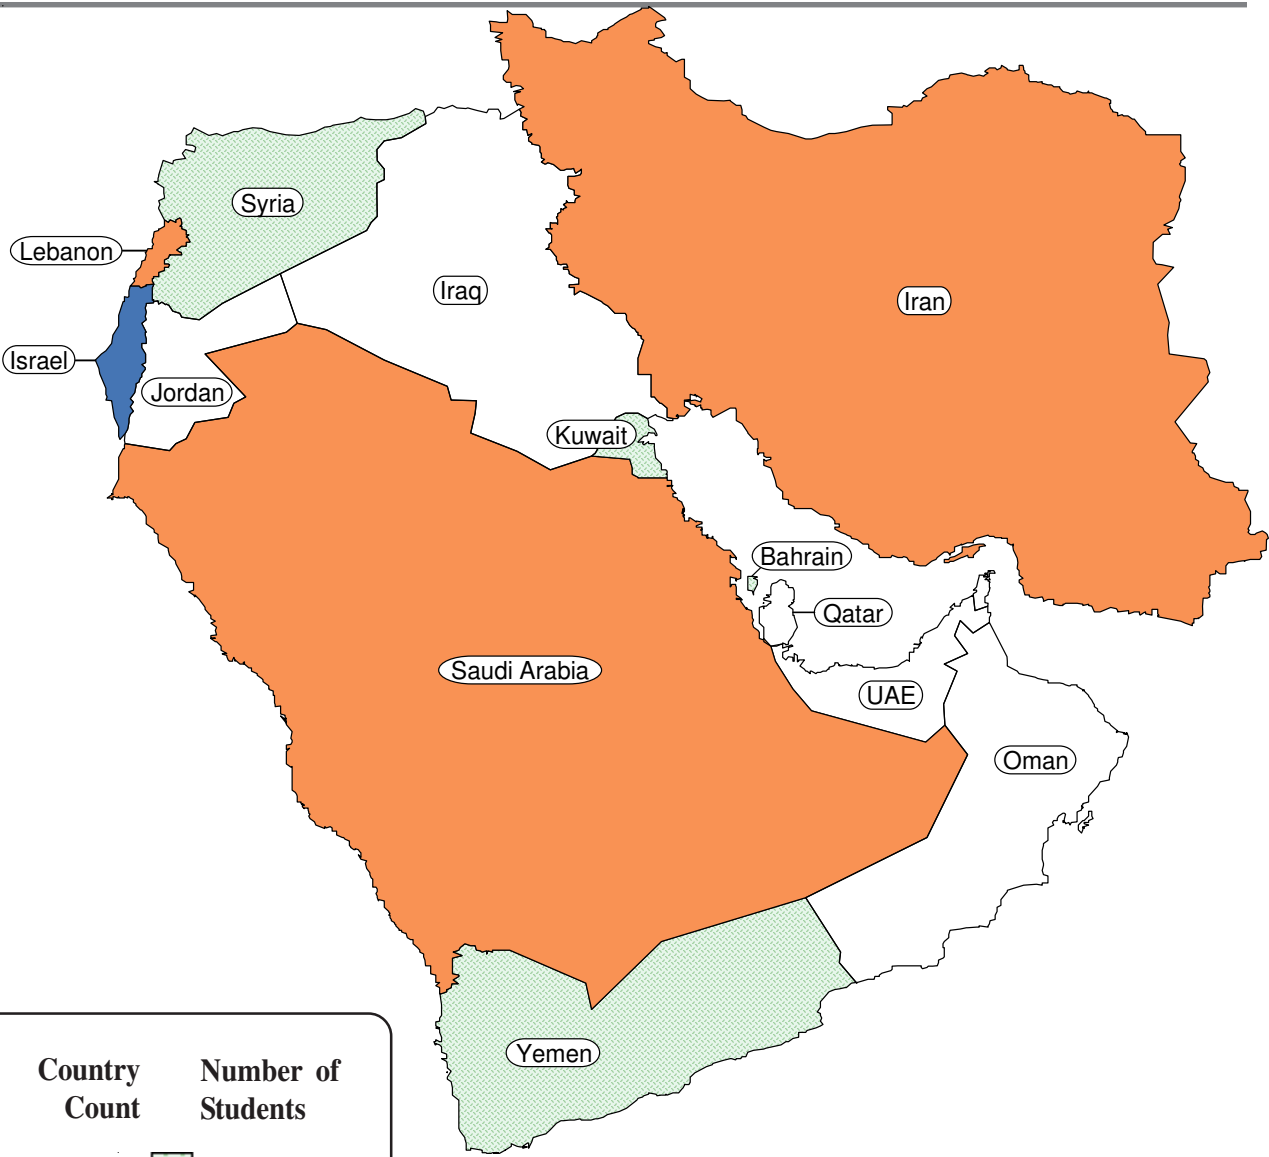 Syria
Lebanon
Iraq
Iran
Israel
Jordan
Kuwait
Bahrain
Qatar
Saudi Arabia
UAE
Oman
Yemen
Country Number of
Count Students